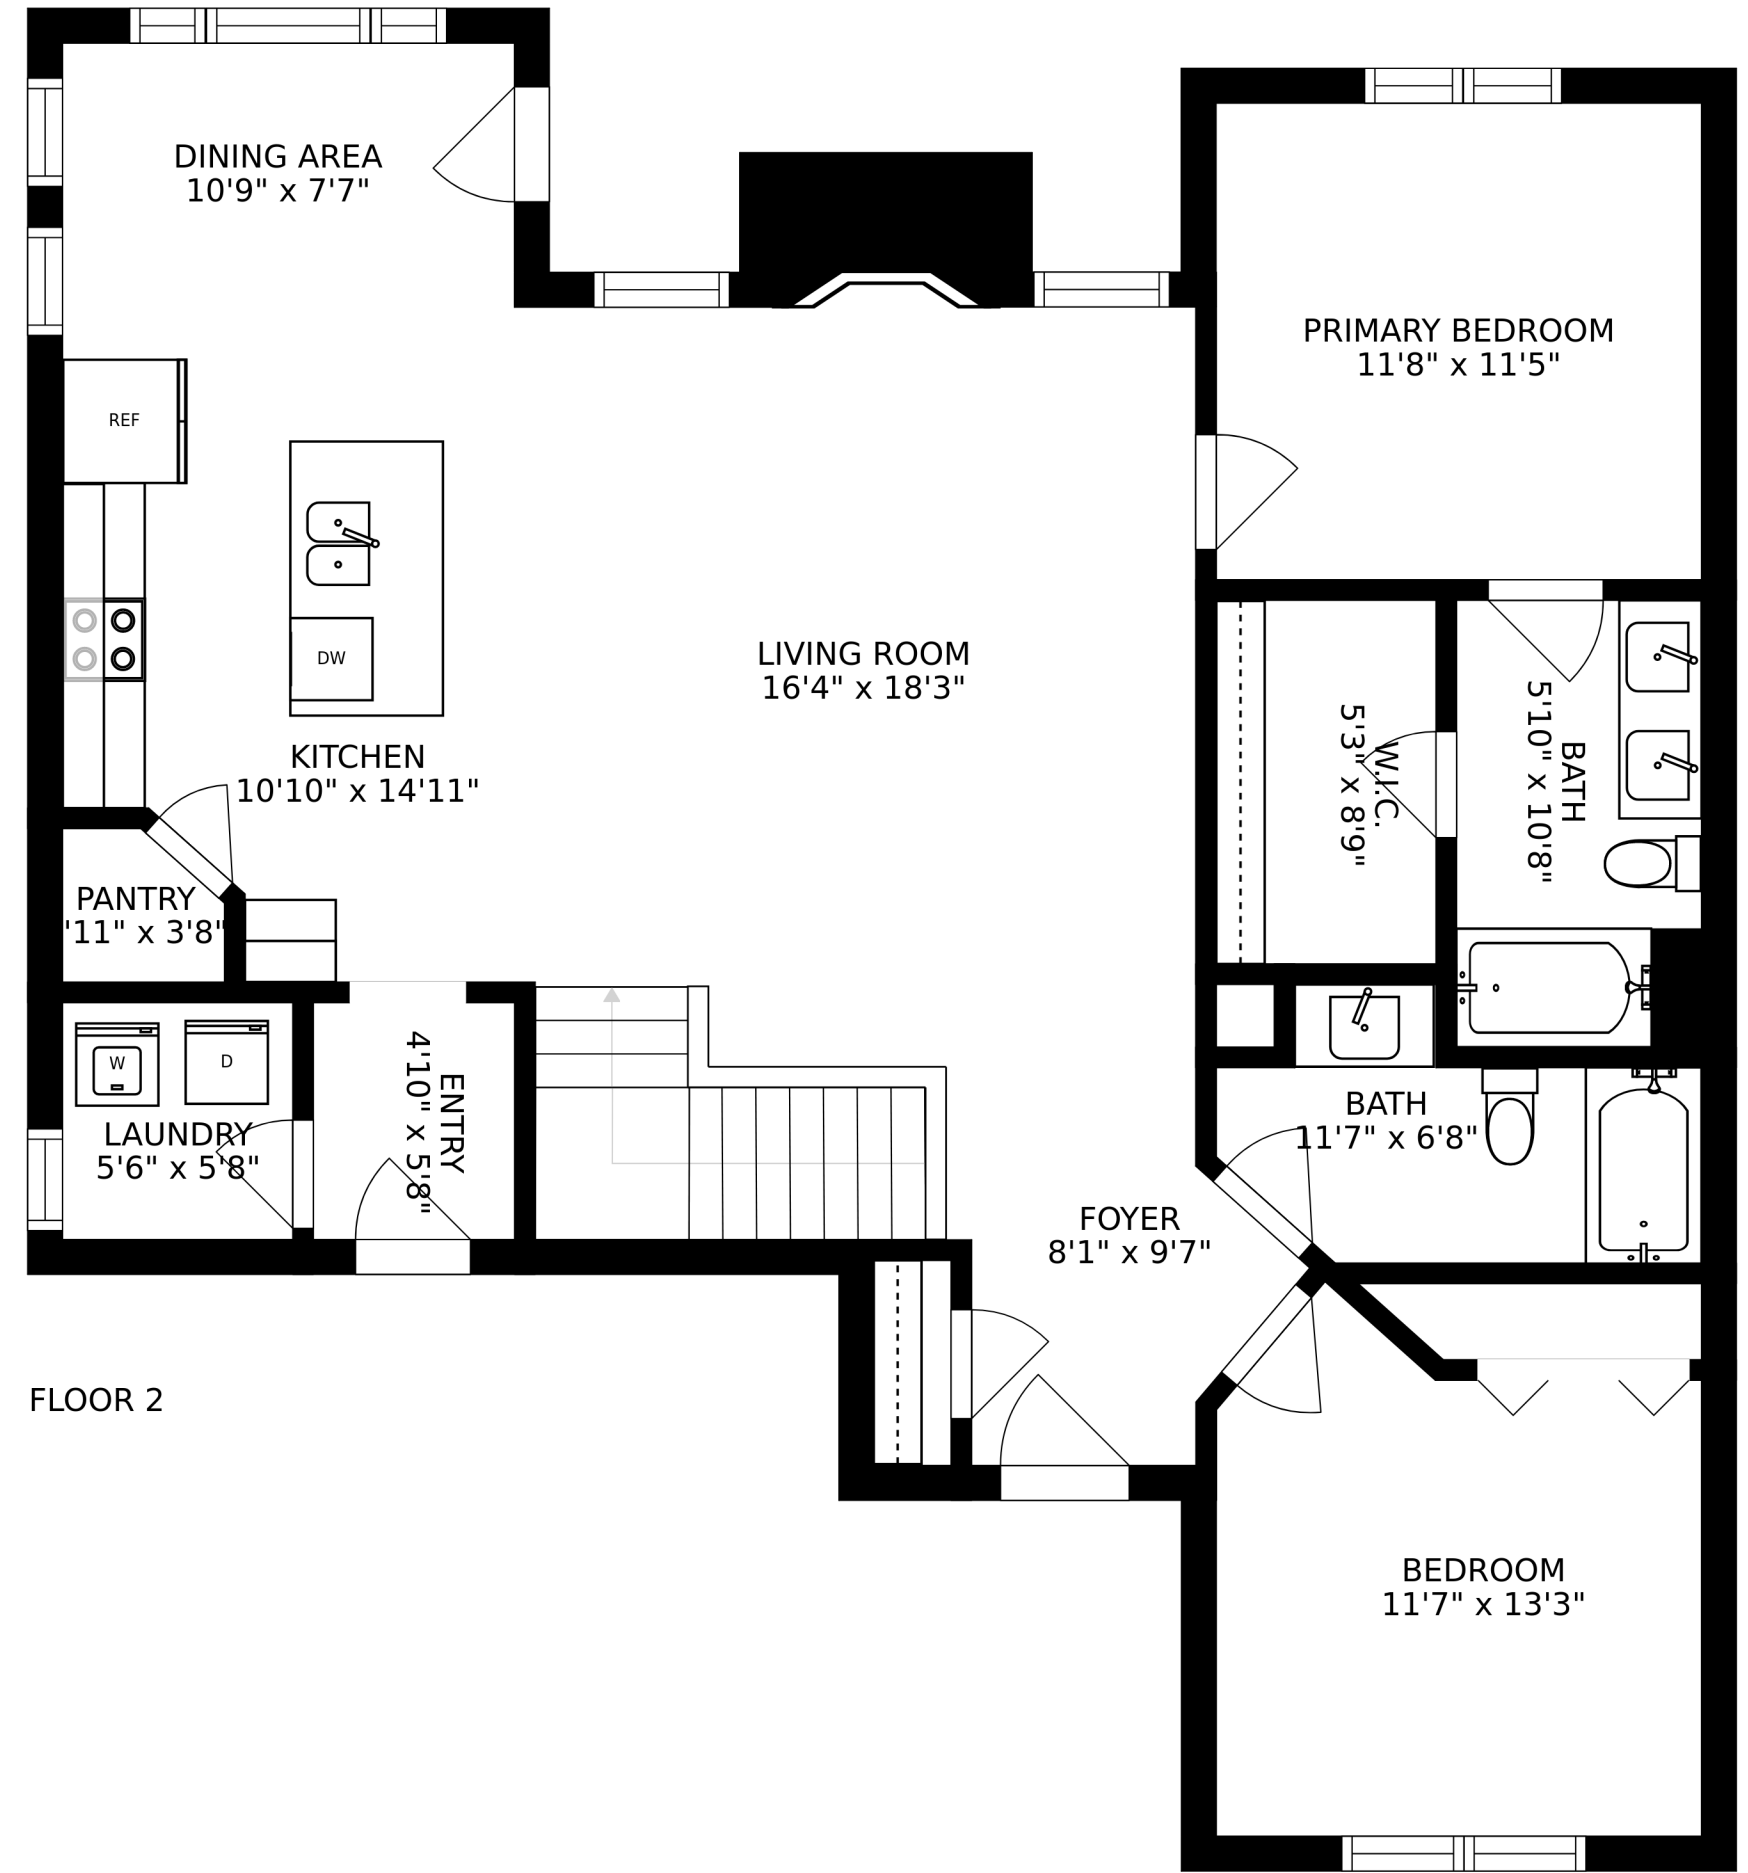 DINING AREA
10'9" x 7'7"
PRIMARY BEDROOM
11'8" x 11'5"
REF
DW
LIVING ROOM
16'4" x 18'3"
KITCHEN
10'10" x 14'11"
W.I.C.
5'3" x 8'9"
BATH
5'10" x 10'8"
PANTRY
'11" x 3'8"
W
D
LAUNDRY
5'6" x 5'8"
ENTRY
4'10" x 5'8"
BATH
11'7" x 6'8"
FOYER
8'1" x 9'7"
FLOOR 2
BEDROOM
11'7" x 13'3"